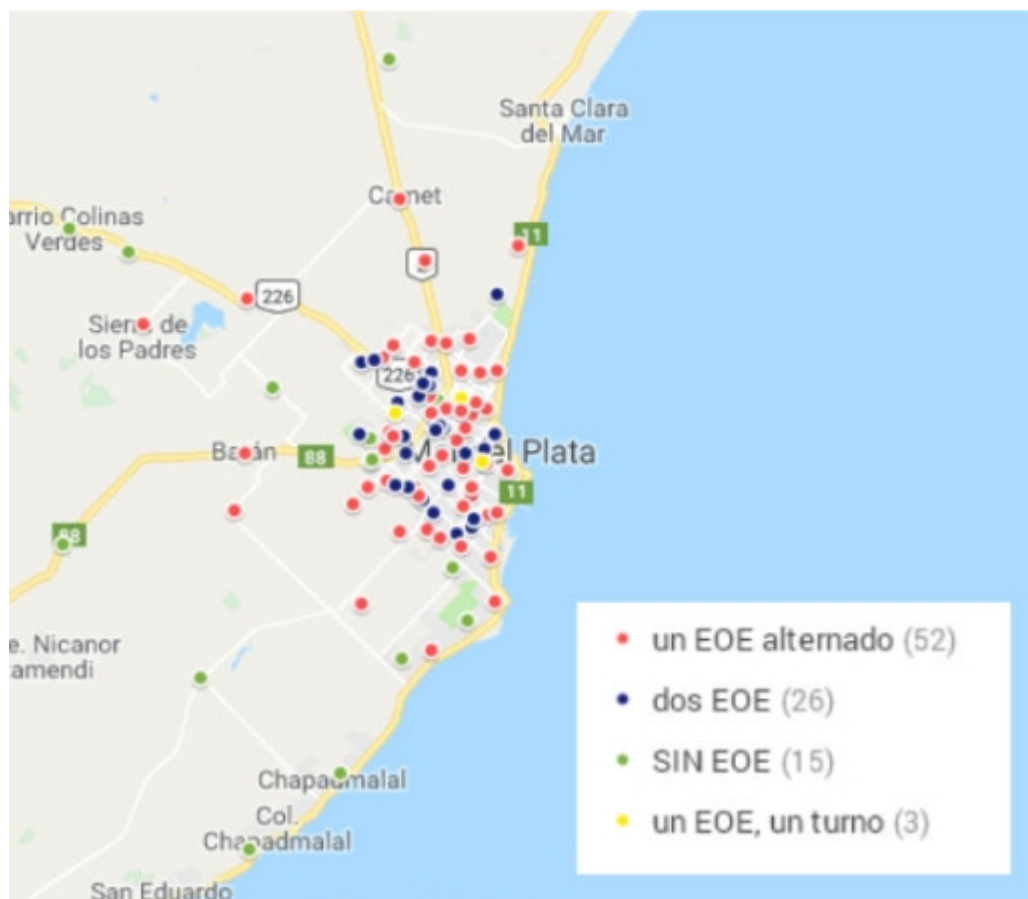 Santa Clara
del Mar
Camet
arrio Colinas
Verdes
11
226
Sierra de
los Padres
226
Batán
88
Mar del Plata
11
88
e. Nicanor
tamendi
Chapadmalal
Col.
Chapadmalal
San Eduardo
un EOE alternado (52)
dos EOE (26)
SIN EOE (15)
un EOE, un turno (3)